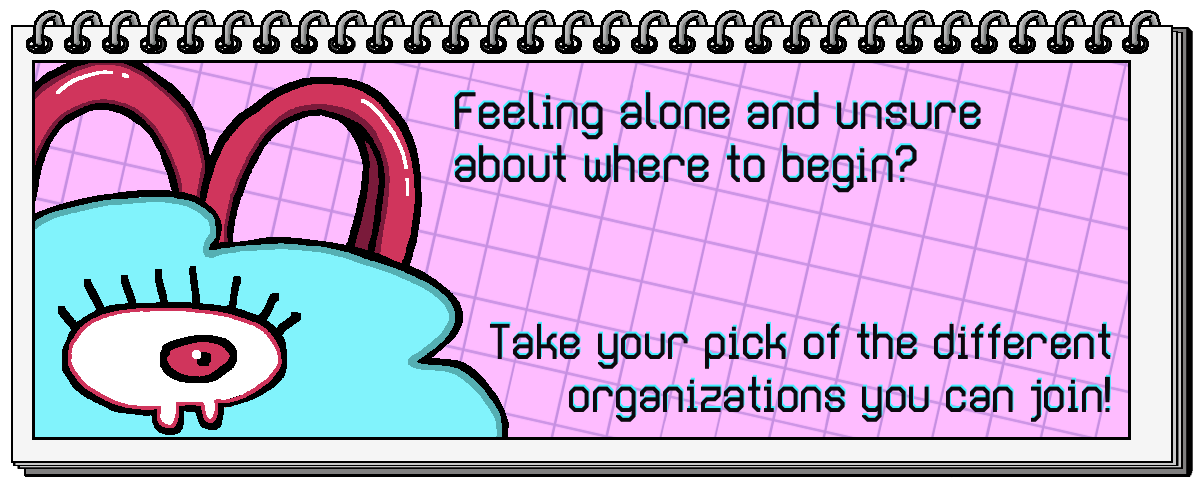 Feeling alone and unsure
about where to begin?
Take your pick of the different
organizations you can join!